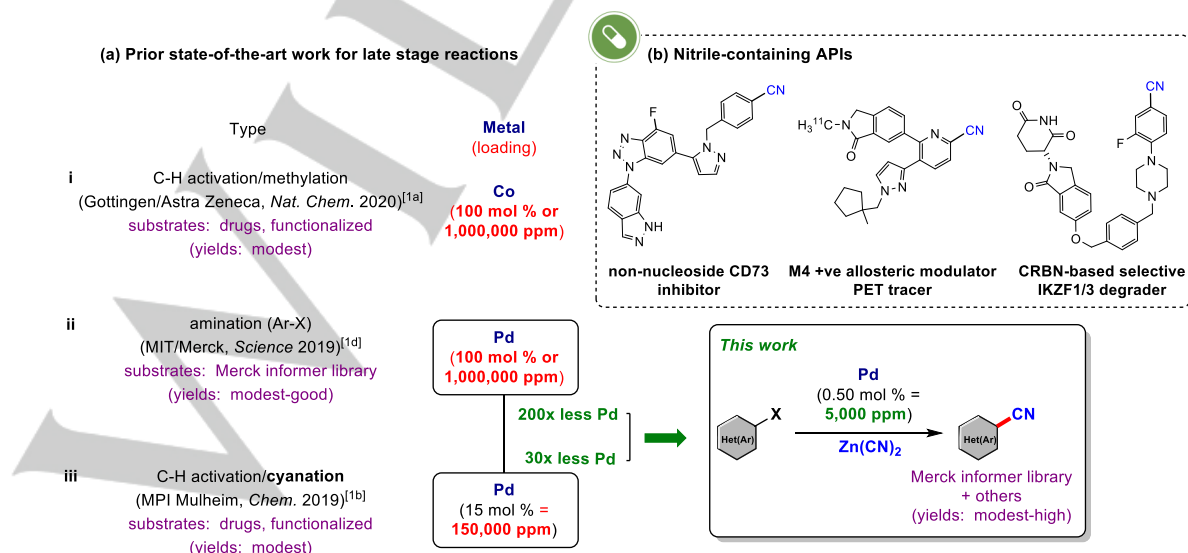 (a) Prior state-of-the-art work for late stage reactions
Type
Metal
(loading)
i
C-H activation/methylation
(Gottingen/Astra Zeneca, Nat. Chem. 2020)[1a]
substrates: drugs, functionalized
(yields: modest)
Co
(100 mol % or
1,000,000 ppm)
ii
amination (Ar-X)
(MIT/Merck, Science 2019)[1d]
substrates: Merck informer library
(yields: modest-good)
Pd
(100 mol % or
1,000,000 ppm)
200x less Pd
30x less Pd
iii
C-H activation/cyanation
(MPI Mulheim, Chem. 2019)[1b]
substrates: drugs, functionalized
(yields: modest)
Pd
(15 mol % =
150,000 ppm)
(b) Nitrile-containing APIs
CN
F
N
N
N
N
N
N
NH
N
non-nucleoside CD73
inhibitor
H311C
N
O
N
CN
N
N
M4 +ve allosteric modulator
PET tracer
CN
F
N
N
O
NH
O
N
O
O
CRBN-based selective
IKZF1/3 degrader
This work
X
Het(Ar)
Pd
(0.50 mol % =
5,000 ppm)
Zn(CN)2
CN
Het(Ar)
Merck informer library
+ others
(yields: modest-high)
WIL